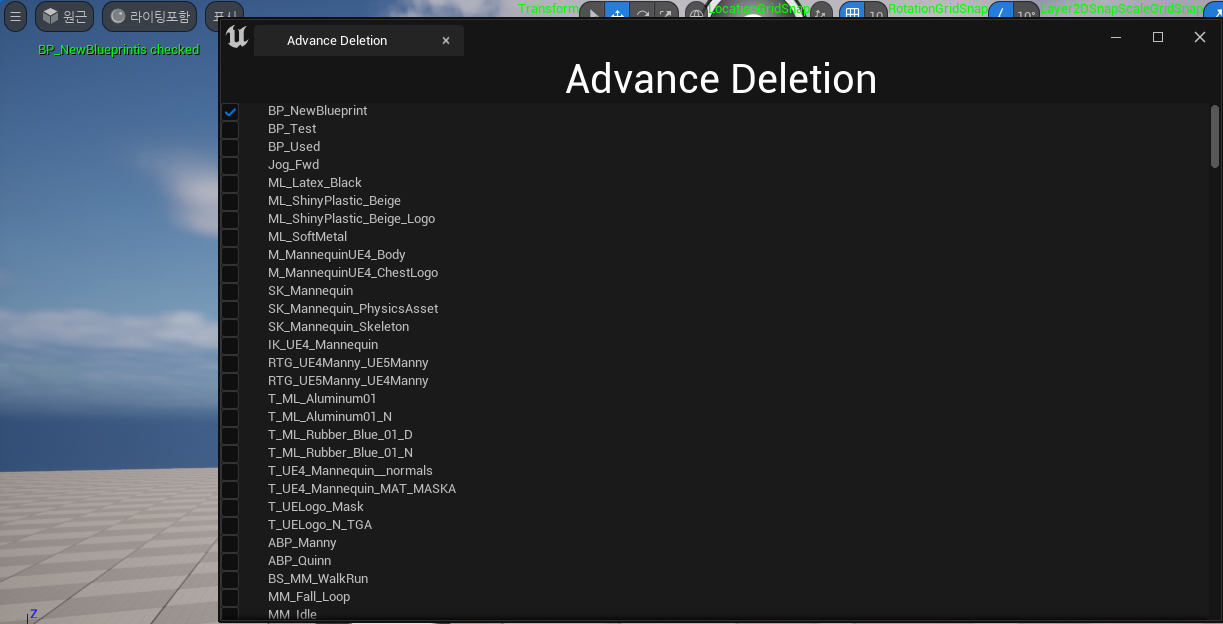 원근
라이팅포함
표시
Transform
LocationGridSnap
10
RotationGridSnap
10°
Layer2DSnapScaleGridSnap
BP_NewBlueprintis checked
Advance Deletion
Advance Deletion
BP_NewBlueprint
BP_Test
BP_Used
Jog_Fwd
ML_Latex_Black
ML_ShinyPlastic_Beige
ML_ShinyPlastic_Beige_Logo
ML_SoftMetal
M_MannequinUE4_Body
M_MannequinUE4_ChestLogo
SK_Mannequin
SK_Mannequin_PhysicsAsset
SK_Mannequin_Skeleton
IK_UE4_Mannequin
RTG_UE4Manny_UE5Manny
RTG_UE5Manny_UE4Manny
T_ML_Aluminum01
T_ML_Aluminum01_N
T_ML_Rubber_Blue_01_D
T_ML_Rubber_Blue_01_N
T_UE4_Mannequin__normals
T_UE4_Mannequin_MAT_MASKA
T_UELogo_Mask
T_UELogo_N_TGA
ABP_Manny
ABP_Quinn
BS_MM_WalkRun
MM_Fall_Loop
MM_Idle
Z